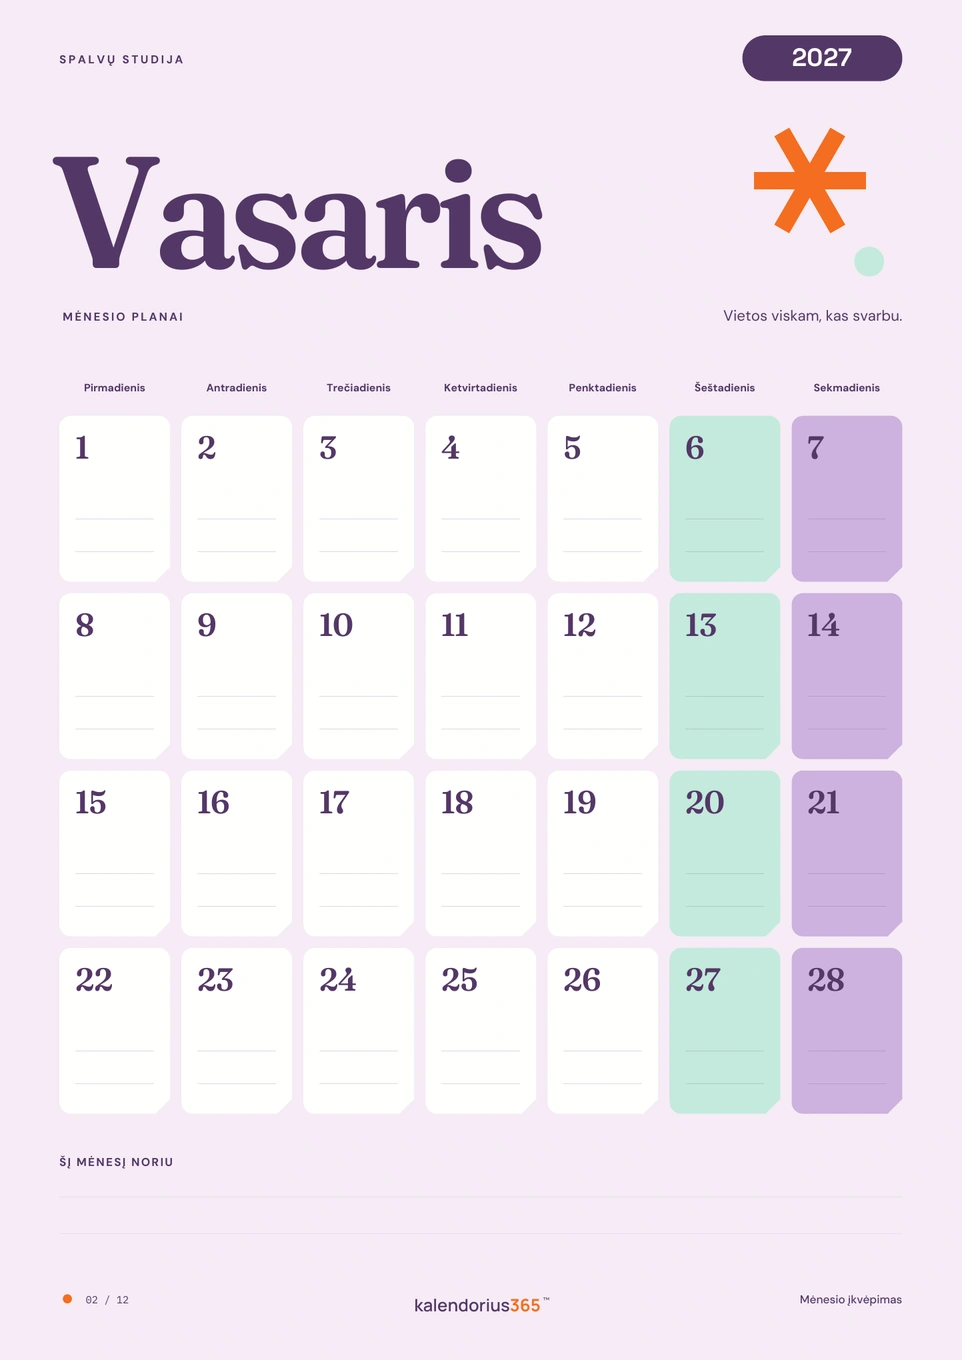 SPALVŲ STUDIJA
2027
Vasaris
MĖNESIO PLANAI
Vietos viskam, kas svarbu.
Pirmadienis Antradienis Trečiadienis Ketvirtadienis Penktadienis Šeštadienis Sekmadienis
1 2 3 4 5 6 7
8 9 10 11 12 13 14
15 16 17 18 19 20 21
22 23 24 25 26 27 28
ŠĮ MĖNESĮ NORIU
02 / 12
kalendorius365™
Mėnesio įkvėpimas